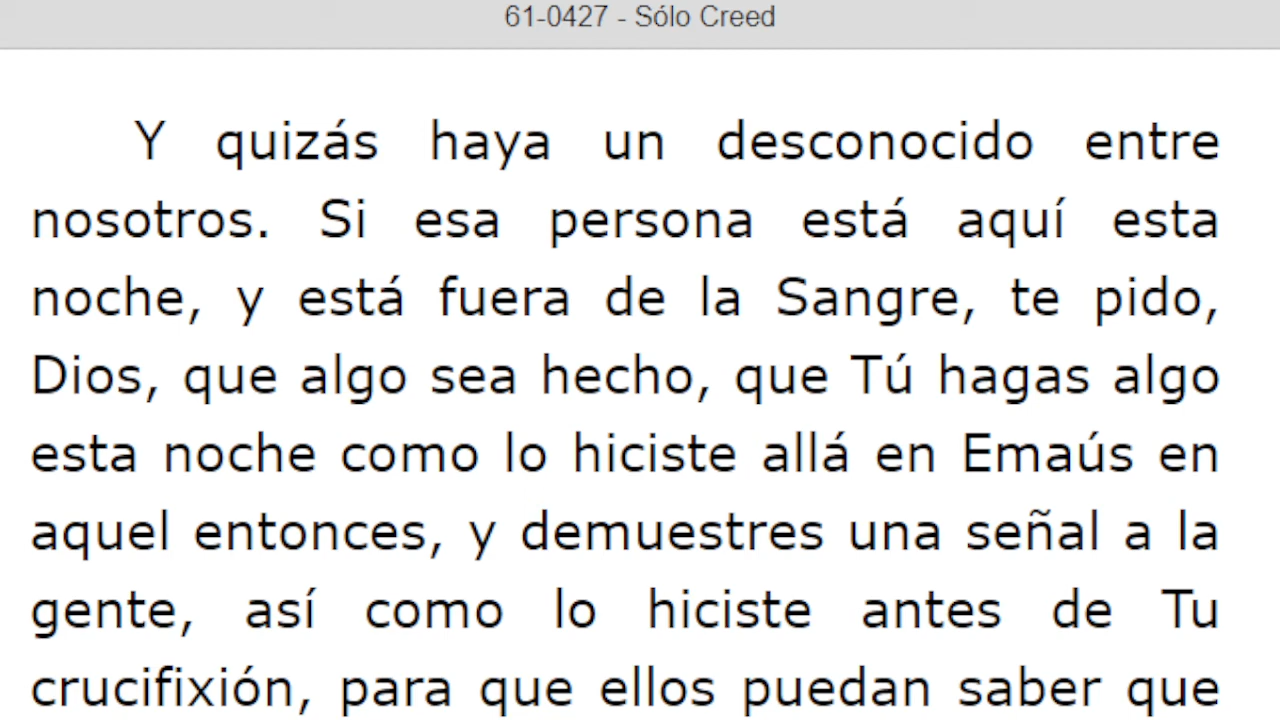 61-0427 - Sólo Creed
Y quizás haya un desconocido entre
nosotros. Si esa persona está aquí esta
noche, y está fuera de la Sangre, te pido,
Dios, que algo sea hecho, que Tú hagas algo
esta noche como lo hiciste allá en Emaús en
aquel entonces, y demuestres una señal a la
gente, así como lo hiciste antes de Tu
crucifixión, para que ellos puedan saber que